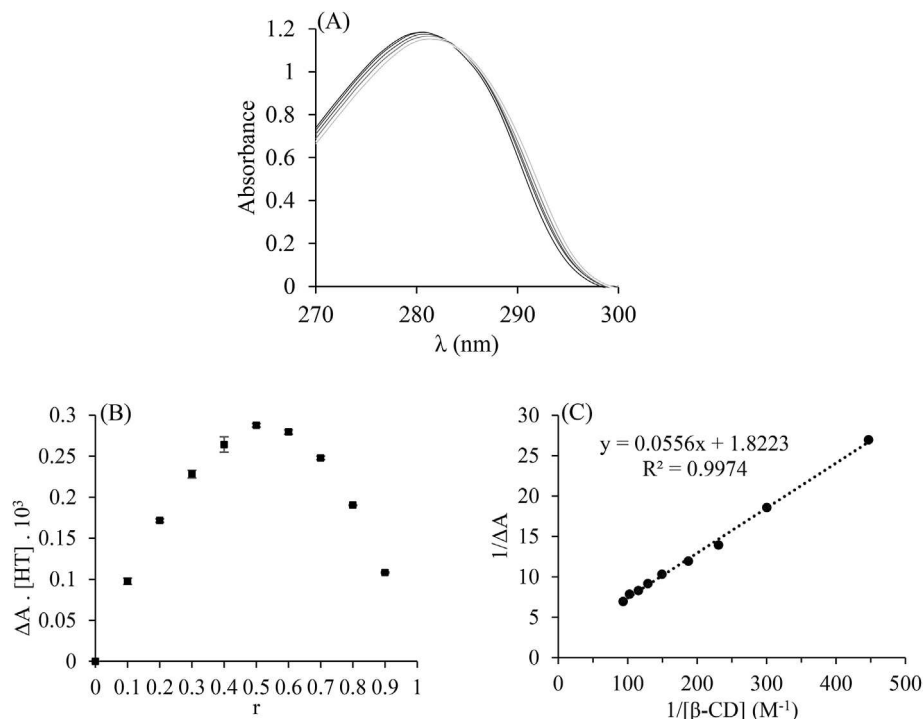 (A)
1.2
1
0.8
0.6
0.4
0.2
0
Absorbance
270 280 290 300
λ (nm)
(B)
0.3
0.25
0.2
0.15
0.1
0.05
0
ΔA . [HT] . 10³
0 0.1 0.2 0.3 0.4 0.5 0.6 0.7 0.8 0.9 1
r
(C)
30
25
20
15
10
5
0
1/ΔA
y = 0.0556x + 1.8223
R² = 0.9974
0 100 200 300 400 500
1/[β-CD] (M⁻¹)